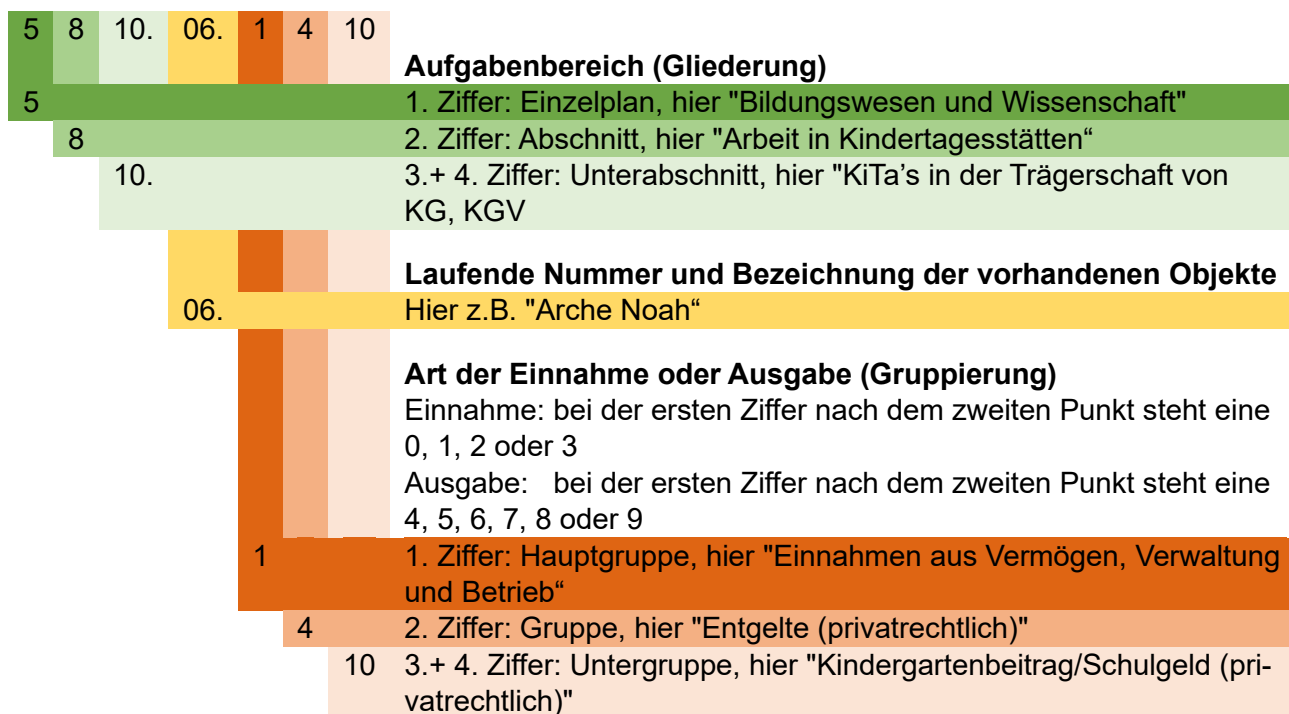 5 8 10. 06. 1 4 10
Aufgabenbereich (Gliederung)
5 1. Ziffer: Einzelplan, hier "Bildungswesen und Wissenschaft"
8 2. Ziffer: Abschnitt, hier "Arbeit in Kindertagesstätten“
10. 3.+ 4. Ziffer: Unterabschnitt, hier "KiTa’s in der Trägerschaft von
KG, KGV
Laufende Nummer und Bezeichnung der vorhandenen Objekte
06. Hier z.B. "Arche Noah“
Art der Einnahme oder Ausgabe (Gruppierung)
Einnahme: bei der ersten Ziffer nach dem zweiten Punkt steht eine
0, 1, 2 oder 3
Ausgabe: bei der ersten Ziffer nach dem zweiten Punkt steht eine
4, 5, 6, 7, 8 oder 9
1 1. Ziffer: Hauptgruppe, hier "Einnahmen aus Vermögen, Verwaltung
und Betrieb“
4 2. Ziffer: Gruppe, hier "Entgelte (privatrechtlich)"
10 3.+ 4. Ziffer: Untergruppe, hier "Kindergartenbeitrag/Schulgeld (pri-
vatrechtlich)"